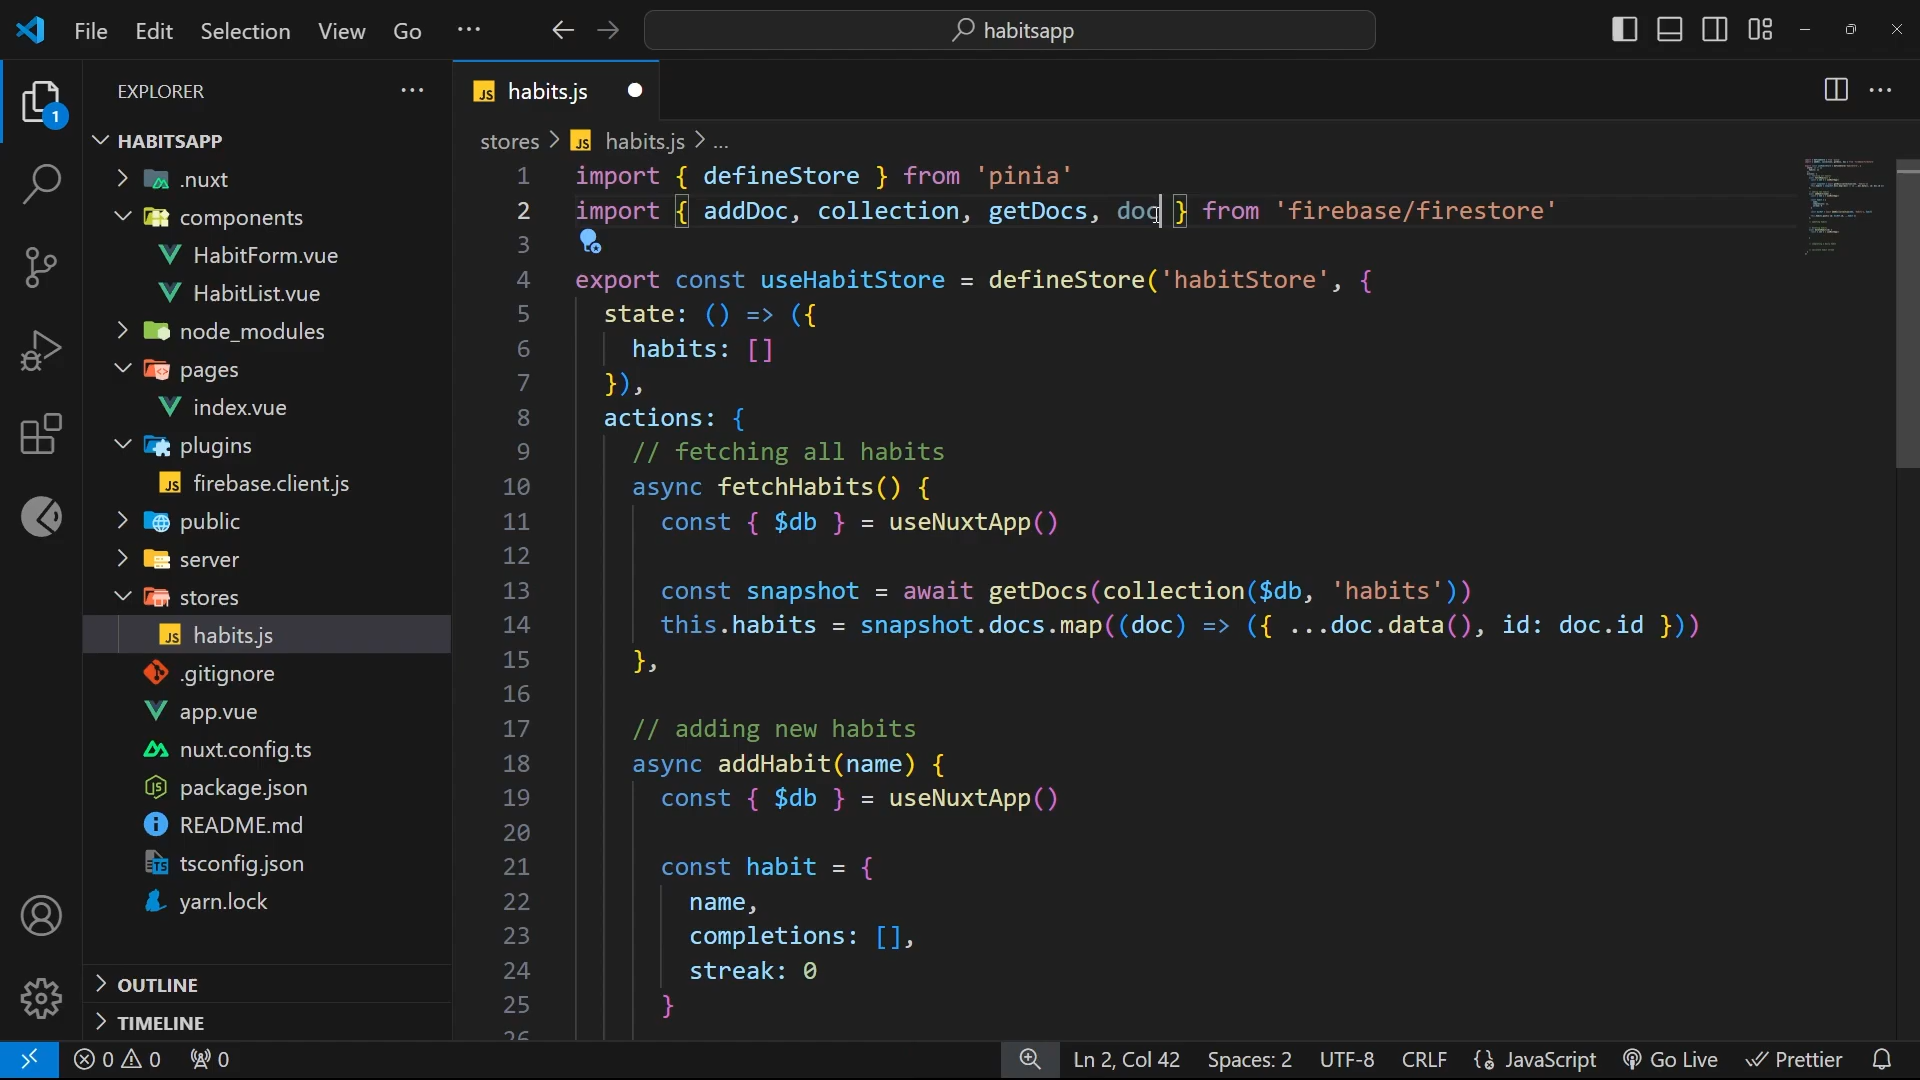 File Edit Selection View Go ...
habitsapp
EXPLORER
habits.js
1
stores > habits.js > ...
HABITSAPP
.nuxt
components
HabitForm.vue
HabitList.vue
node_modules
pages
index.vue
plugins
firebase.client.js
public
server
stores
habits.js
.gitignore
app.vue
nuxt.config.ts
package.json
README.md
tsconfig.json
yarn.lock
OUTLINE
TIMELINE
1 import { defineStore } from 'pinia'
2 import { addDoc, collection, getDocs, doc } from 'firebase/firestore'
3
4 export const useHabitStore = defineStore('habitStore', {
5 state: () => ({
6 habits: []
7 }),
8 actions: {
9 // fetching all habits
10 async fetchHabits() {
11 const { $db } = useNuxtApp()
12
13 const snapshot = await getDocs(collection($db, 'habits'))
14 this.habits = snapshot.docs.map((doc) => ({ ...doc.data(), id: doc.id }))
15 },
16
17 // adding new habits
18 async addHabit(name) {
19 const { $db } = useNuxtApp()
20
21 const habit = {
22 name,
23 completions: [],
24 streak: 0
25 }
26
0 0 0
Ln 2, Col 42 Spaces: 2 UTF-8 CRLF JavaScript Go Live Prettier